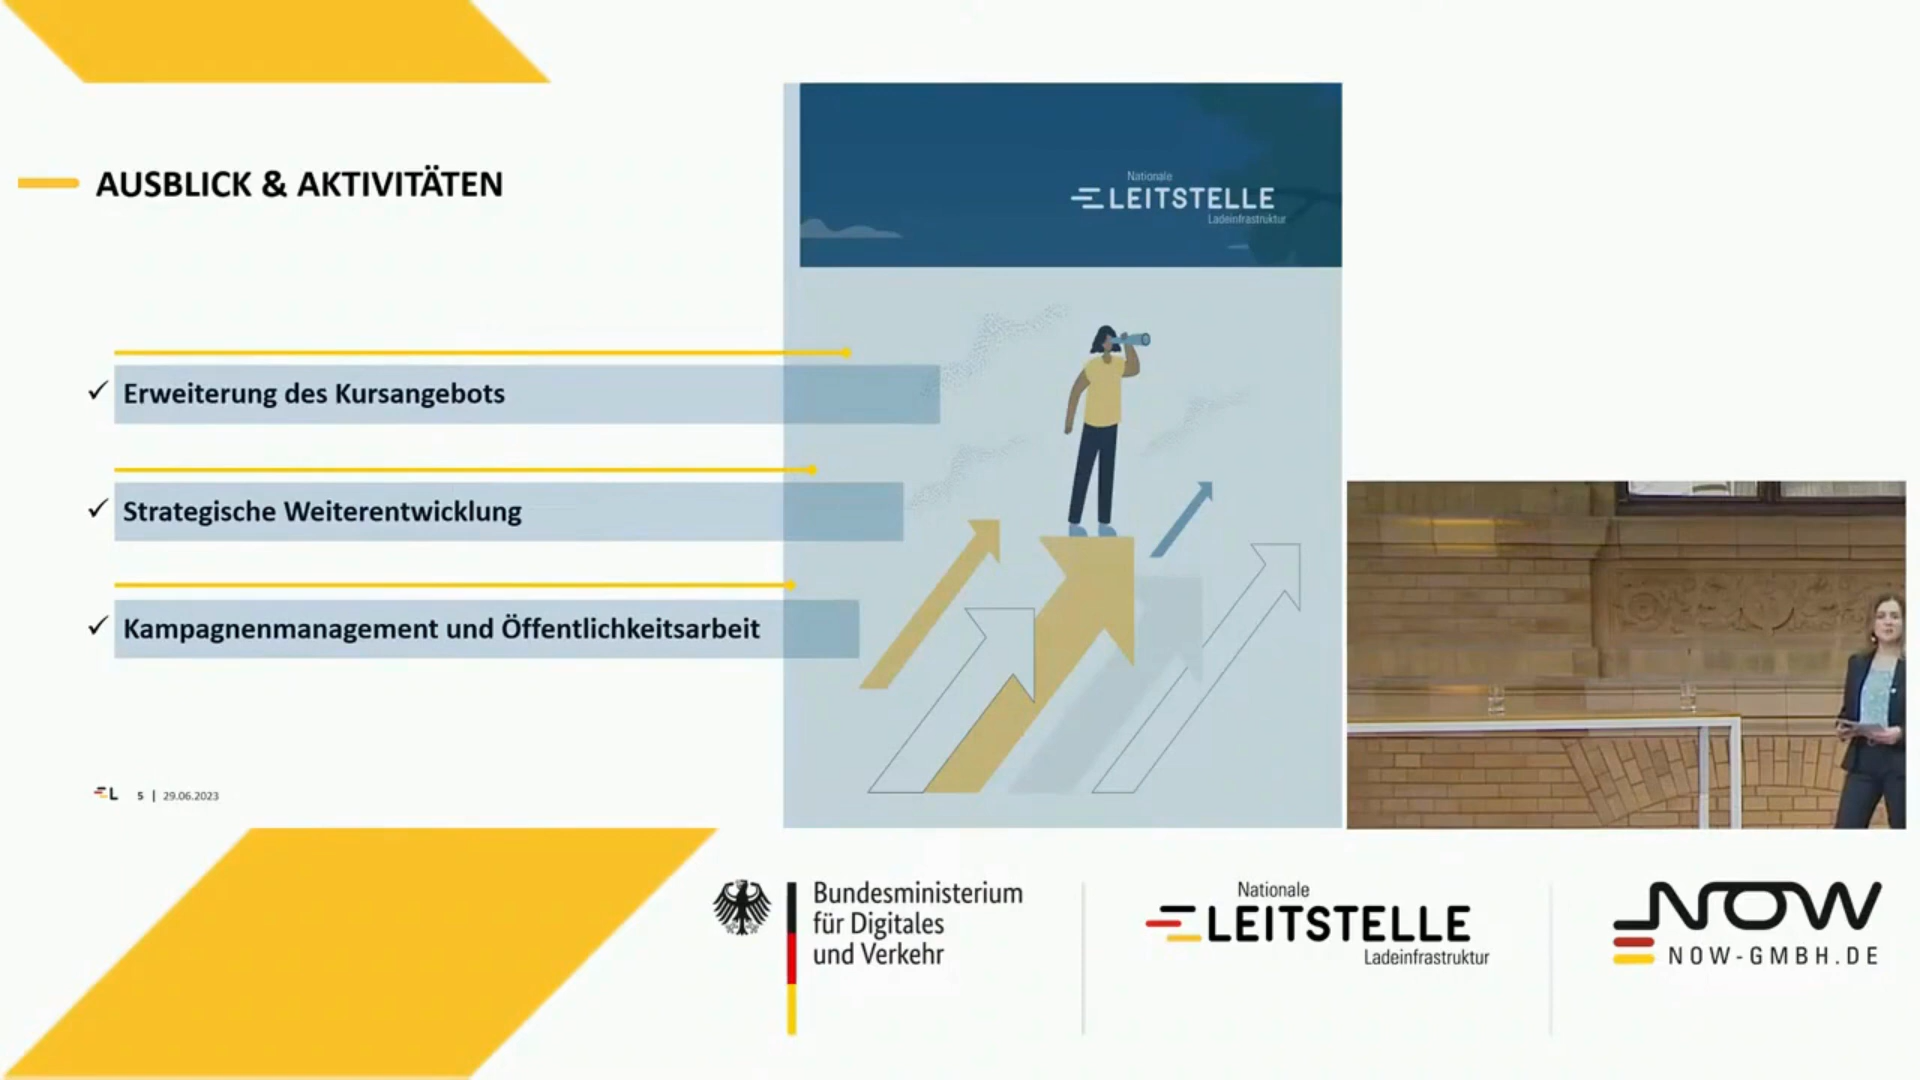 AUSBLICK & AKTIVITÄTEN
Nationale
LEITSTELLE
Ladeinfrastruktur
Erweiterung des Kursangebots
Strategische Weiterentwicklung
Kampagnenmanagement und Öffentlichkeitsarbeit
L 5 | 29.06.2023
Bundesministerium
für Digitales
und Verkehr
Nationale
LEITSTELLE
Ladeinfrastruktur
NOW
NOW-GMBH.DE